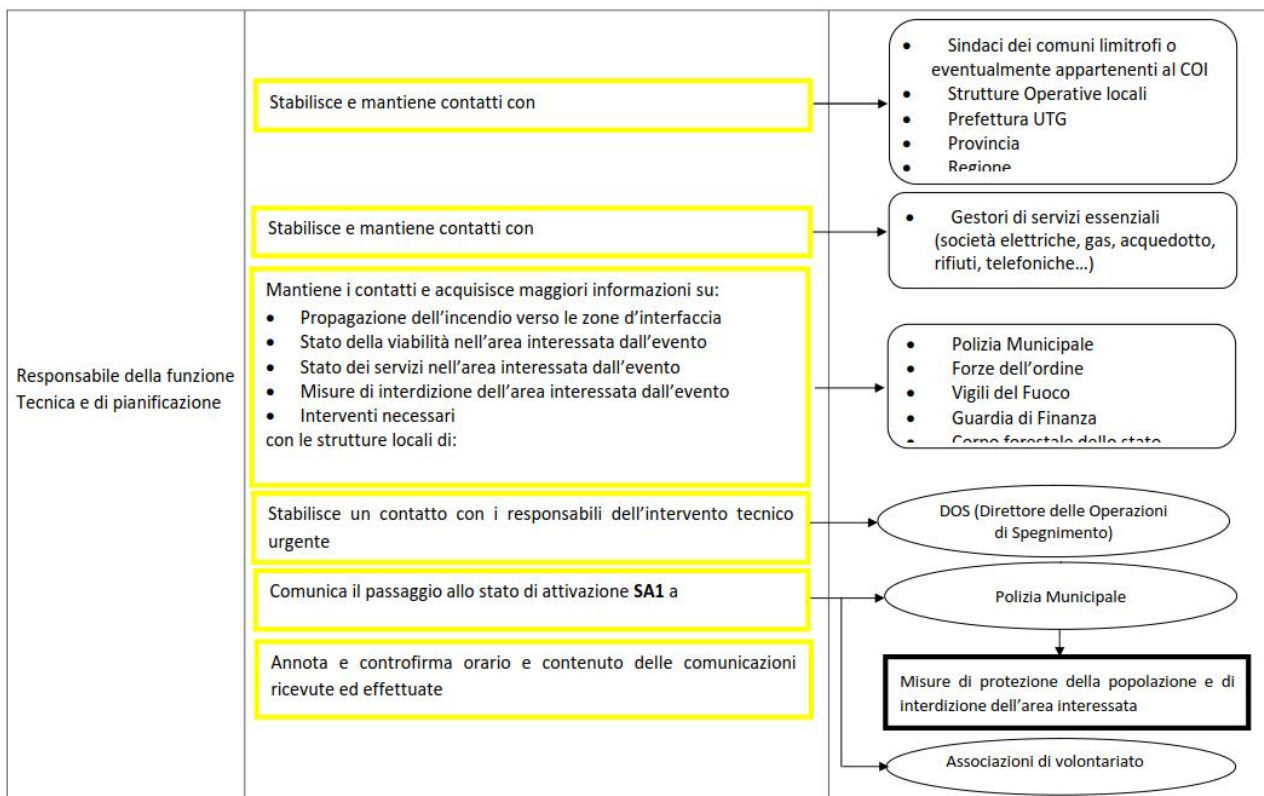 Responsabile della funzione
Tecnica e di pianificazione
Stabilisce e mantiene contatti con
• Sindaci dei comuni limitrofi o
eventualmente appartenenti al COI
• Strutture Operative locali
• Prefettura UTG
• Provincia
• Regione
Stabilisce e mantiene contatti con
• Gestori di servizi essenziali
(società elettriche, gas, acquedotto,
rifiuti, telefoniche…)
Mantiene i contatti e acquisisce maggiori informazioni su:
• Propagazione dell’incendio verso le zone d’interfaccia
• Stato della viabilità nell’area interessata dall’evento
• Stato dei servizi nell’area interessata dall’evento
• Misure di interdizione dell’area interessata dall’evento
• Interventi necessari
con le strutture locali di:
• Polizia Municipale
• Forze dell’ordine
• Vigili del Fuoco
• Guardia di Finanza
• Corpo forestale dello stato
Stabilisce un contatto con i responsabili dell’intervento tecnico
urgente
DOS (Direttore delle Operazioni
di Spegnimento)
Comunica il passaggio allo stato di attivazione SA1 a
Polizia Municipale
Annota e controfirma orario e contenuto delle comunicazioni
ricevute ed effettuate
Misure di protezione della popolazione e di
interdizione dell’area interessata
Associazioni di volontariato